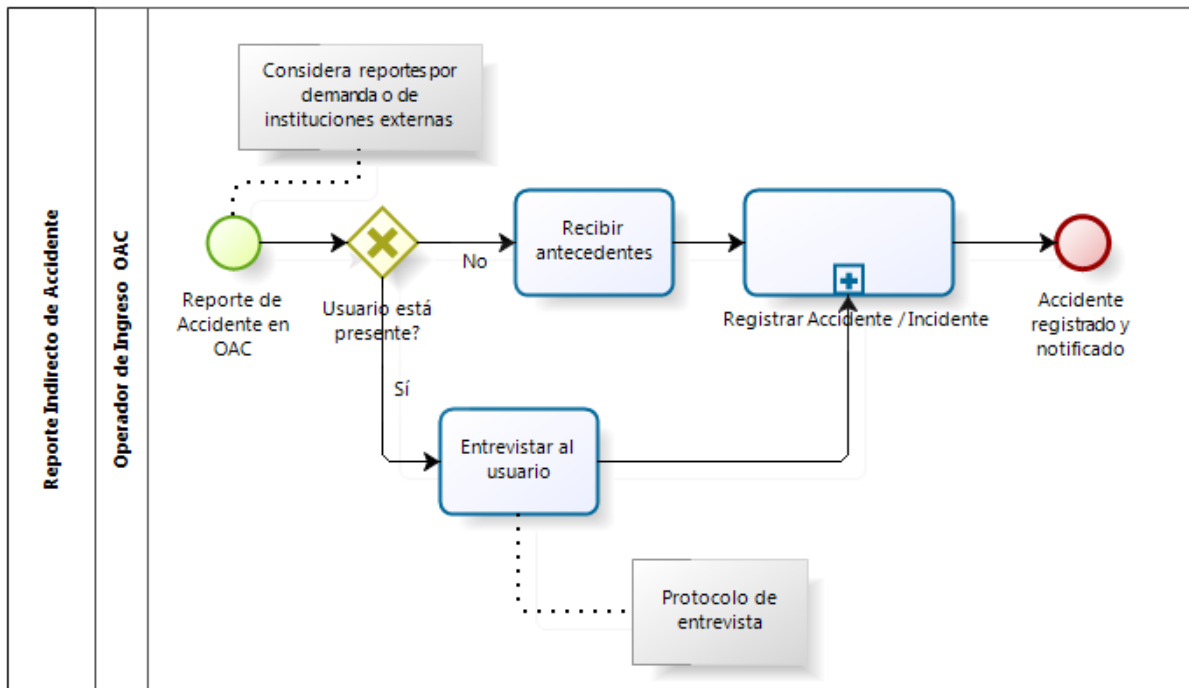 Reporte Indirecto de Accidente
Operador de Ingreso OAC
Considera reportes por
demanda o de
instituciones externas
Reporte de
Accidente en
OAC
Usuario está
presente?
No
Recibir
antecedentes
Registrar Accidente / Incidente
Accidente
registrado y
notificado
Sí
Entrevistar al
usuario
Protocolo de
entrevista